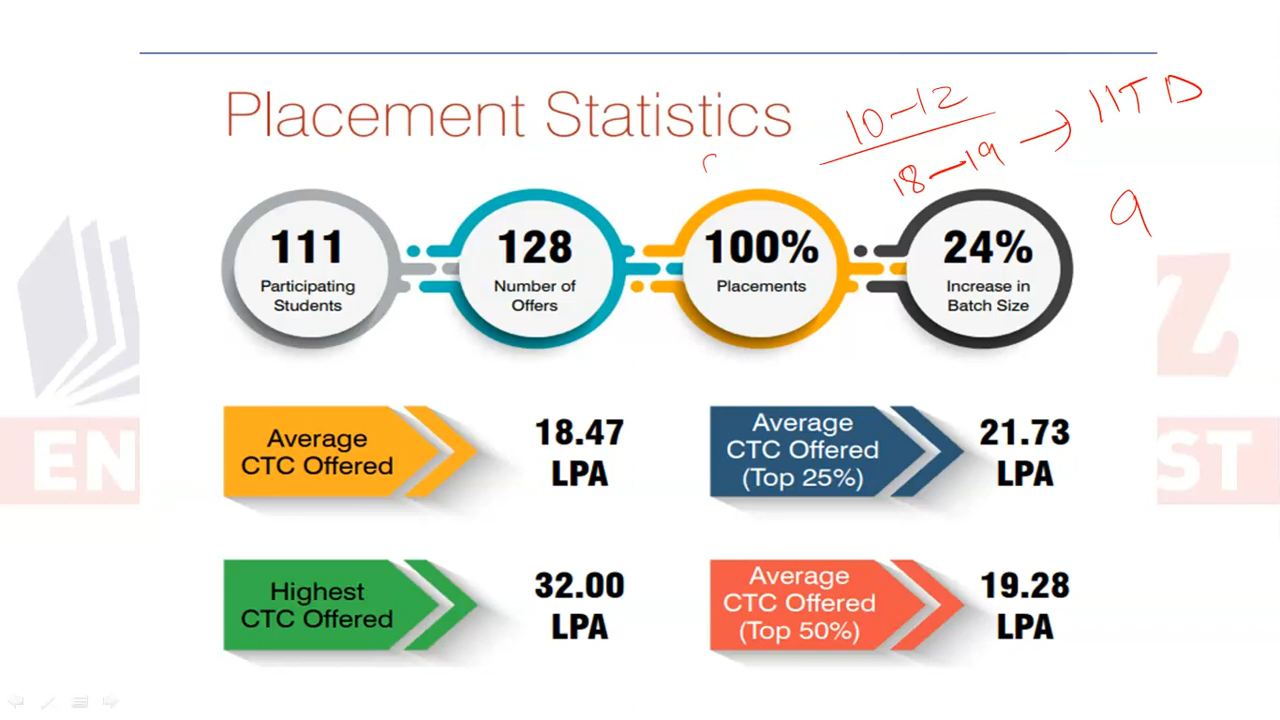 Placement Statistics
10-12
18-19 → IITD
9
111
Participating
Students
128
Number of
Offers
100%
Placements
24%
Increase in
Batch Size
Average
CTC Offered
18.47
LPA
Average
CTC Offered
(Top 25%)
21.73
LPA
Highest
CTC Offered
32.00
LPA
Average
CTC Offered
(Top 50%)
19.28
LPA
EN
Z
ST